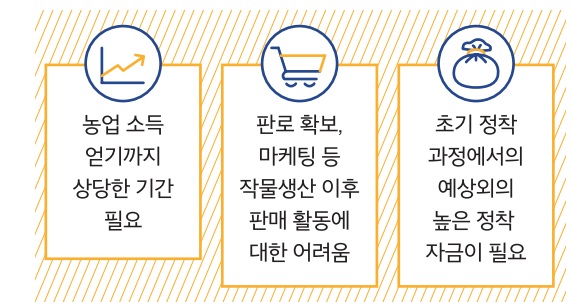 농업 소득
얻기까지
상당한 기간
필요
판로 확보,
마케팅 등
작물생산 이후
판매 활동에
대한 어려움
초기 정착
과정에서의
예상외의
높은 정착
자금이 필요